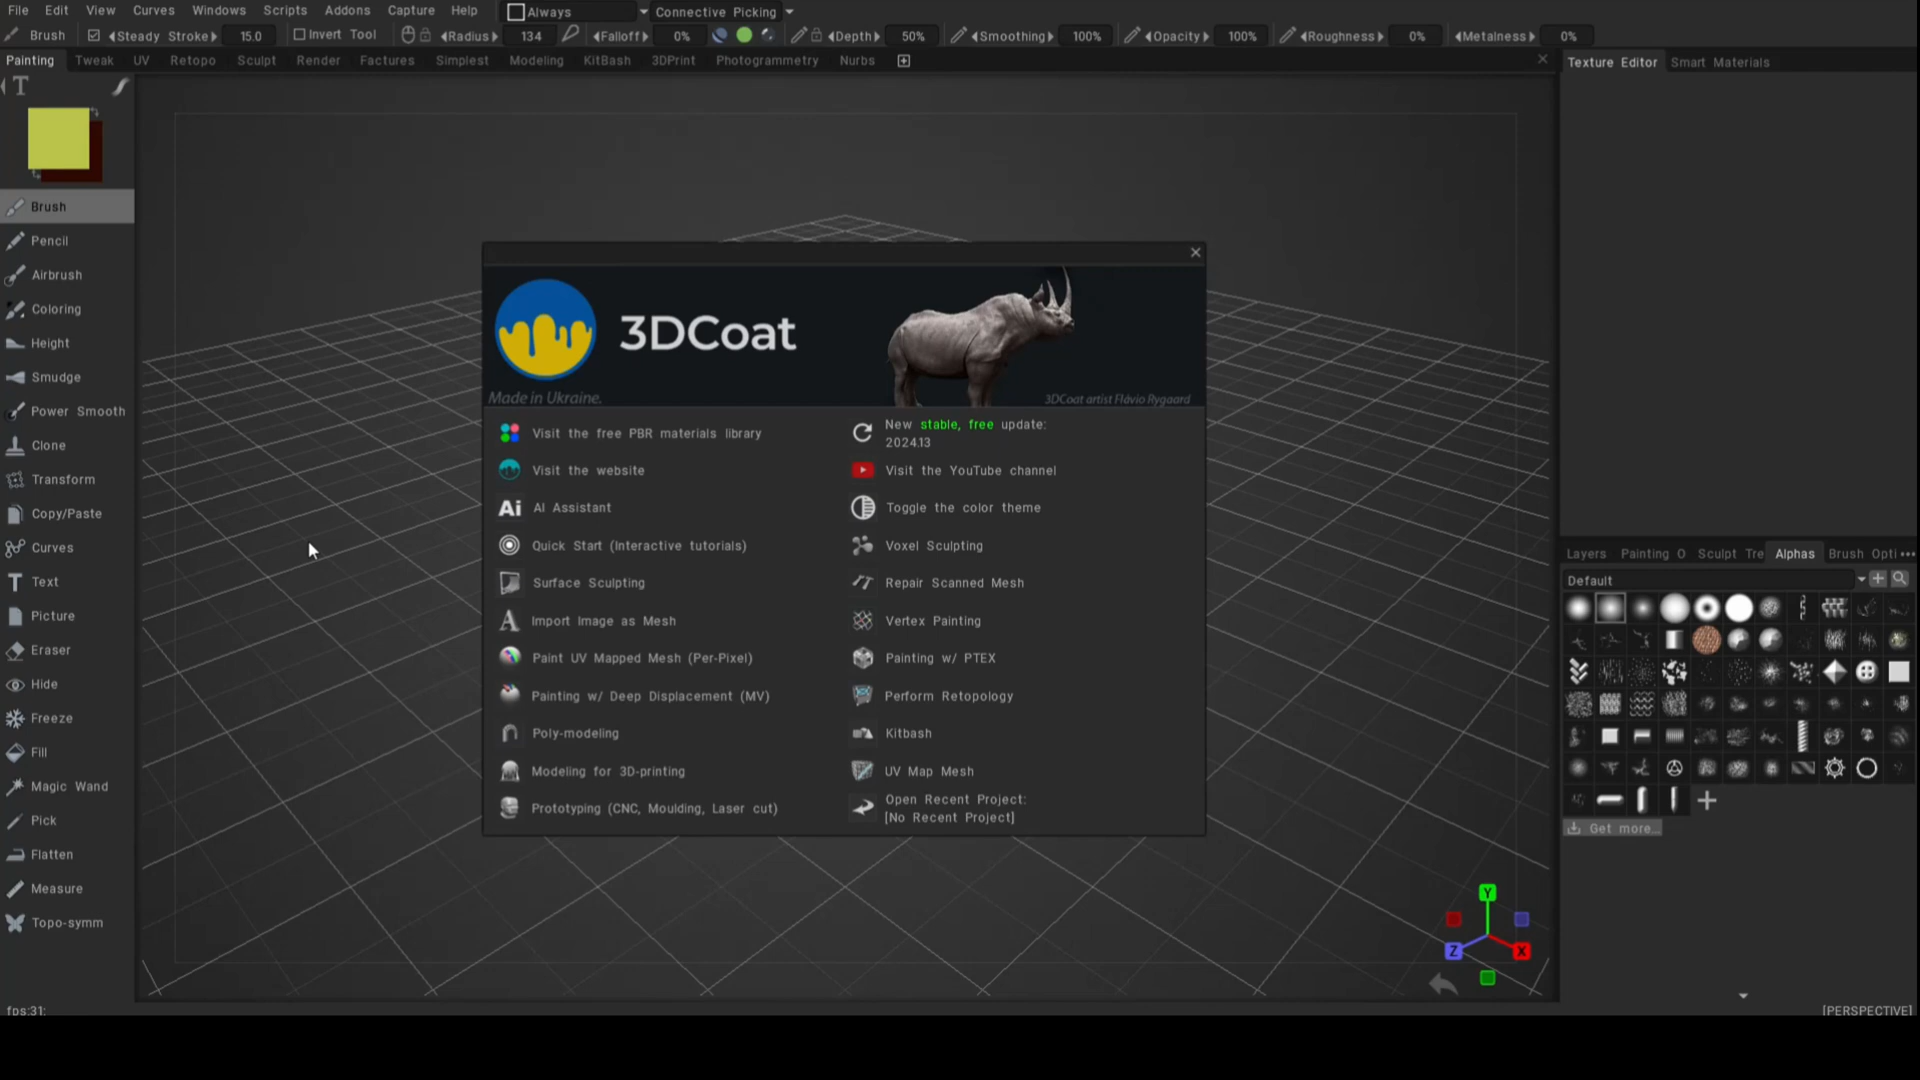 File Edit View Curves Windows Scripts Addons Capture Help Always Connective Picking
Brush Steady Stroke 15.0 Invert Tool Radius 134 Falloff 0% Depth 50% Smoothing 100% Opacity 100% Roughness 0% Metalness 0%
Painting Tweak UV Retopo Sculpt Render Factures Simplest Modeling KitBash 3DPrint Photogrammetry Nurbs
Texture Editor Smart Materials
T
Brush
Pencil
Airbrush
Coloring
Height
Smudge
Power Smooth
Clone
Transform
Copy/Paste
Curves
Text
Picture
Eraser
Hide
Freeze
Fill
Magic Wand
Pick
Flatten
Measure
Topo-symm
3DCoat
Made in Ukraine.
3DCoat artist Flávio Rygaard
Visit the free PBR materials library
New stable, free update:
2024.13
Visit the website
Visit the YouTube channel
Ai AI Assistant
Toggle the color theme
Quick Start (Interactive tutorials)
Voxel Sculpting
Surface Sculpting
Repair Scanned Mesh
Import Image as Mesh
Vertex Painting
Paint UV Mapped Mesh (Per-Pixel)
Painting w/ PTEX
Painting w/ Deep Displacement (MV)
Perform Retopology
Poly-modeling
Kitbash
Modeling for 3D-printing
UV Map Mesh
Prototyping (CNC, Moulding, Laser cut)
Open Recent Project:
[No Recent Project]
Layers Painting O Sculpt Tre Alphas Brush Opti
Default
Get more...
Y
Z
X
fps:31:
[PERSPECTIVE]